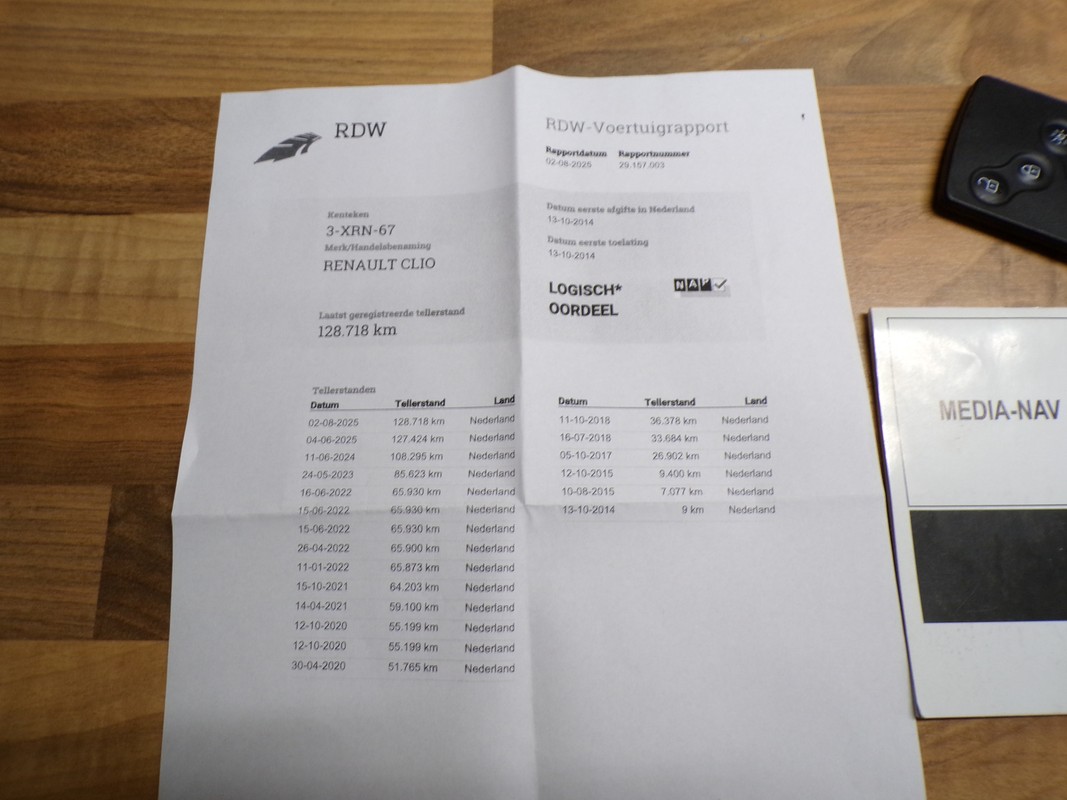 RDW
RDW-Voertuigrapport
Rapportdatum Rapportnummer
02-08-2025 29.157.003
Kenteken
3-XRN-67
Merk/Handelsbenaming
RENAULT CLIO
Laatst geregistreerde tellerstand
128.718 km
Datum eerste afgifte in Nederland
13-10-2014
Datum eerste toelating
13-10-2014
LOGISCH*
OORDEEL
NAP
Tellerstanden
Datum Tellerstand Land
02-08-2025 128.718 km Nederland
04-06-2025 127.424 km Nederland
11-06-2024 108.295 km Nederland
24-05-2023 85.623 km Nederland
16-06-2022 65.930 km Nederland
15-06-2022 65.930 km Nederland
15-06-2022 65.930 km Nederland
26-04-2022 65.900 km Nederland
11-01-2022 65.873 km Nederland
15-10-2021 64.203 km Nederland
14-04-2021 59.100 km Nederland
12-10-2020 55.199 km Nederland
12-10-2020 55.199 km Nederland
30-04-2020 51.765 km Nederland
Datum Tellerstand Land
11-10-2018 36.378 km Nederland
16-07-2018 33.684 km Nederland
05-10-2017 26.902 km Nederland
12-10-2015 9.400 km Nederland
10-08-2015 7.077 km Nederland
13-10-2014 9 km Nederland
MEDIA-NAV